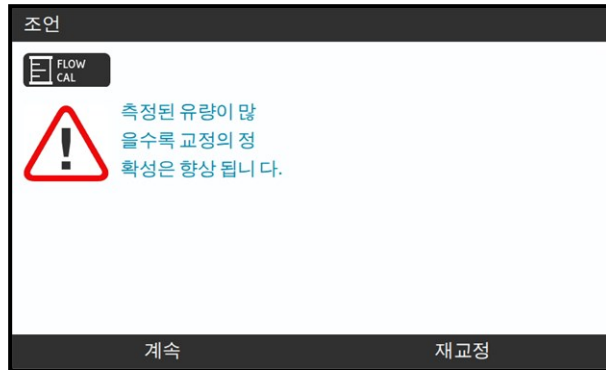 조언
FLOW
CAL
측정된 유량이 많
을수록 교정의 정
확성은 향상 됩니 다.
계속 재교정